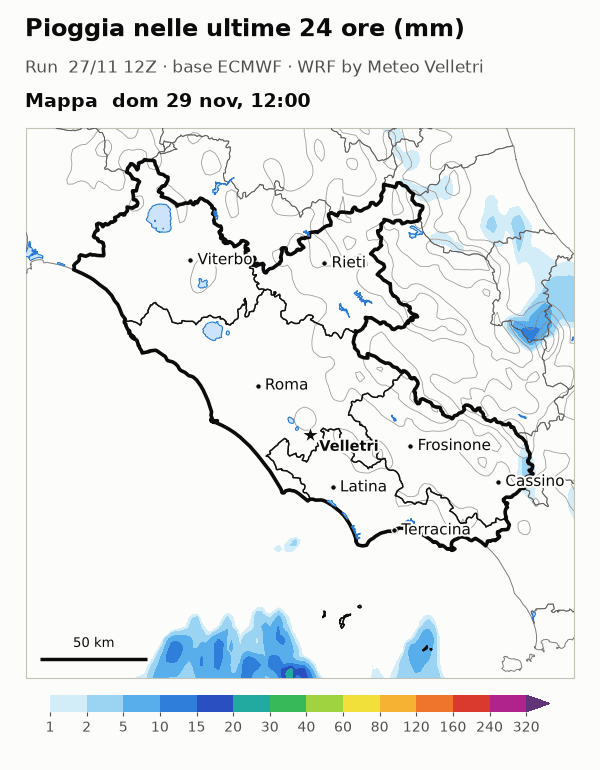 Pioggia nelle ultime 24 ore (mm)
Run 27/11 12Z · base ECMWF · WRF by Meteo Velletri
Mappa dom 29 nov, 12:00
Viterbo
Rieti
Roma
Velletri
Frosinone
Latina
Cassino
Terracina
50 km
1 2 5 10 15 20 30 40 60 80 120 160 240 320